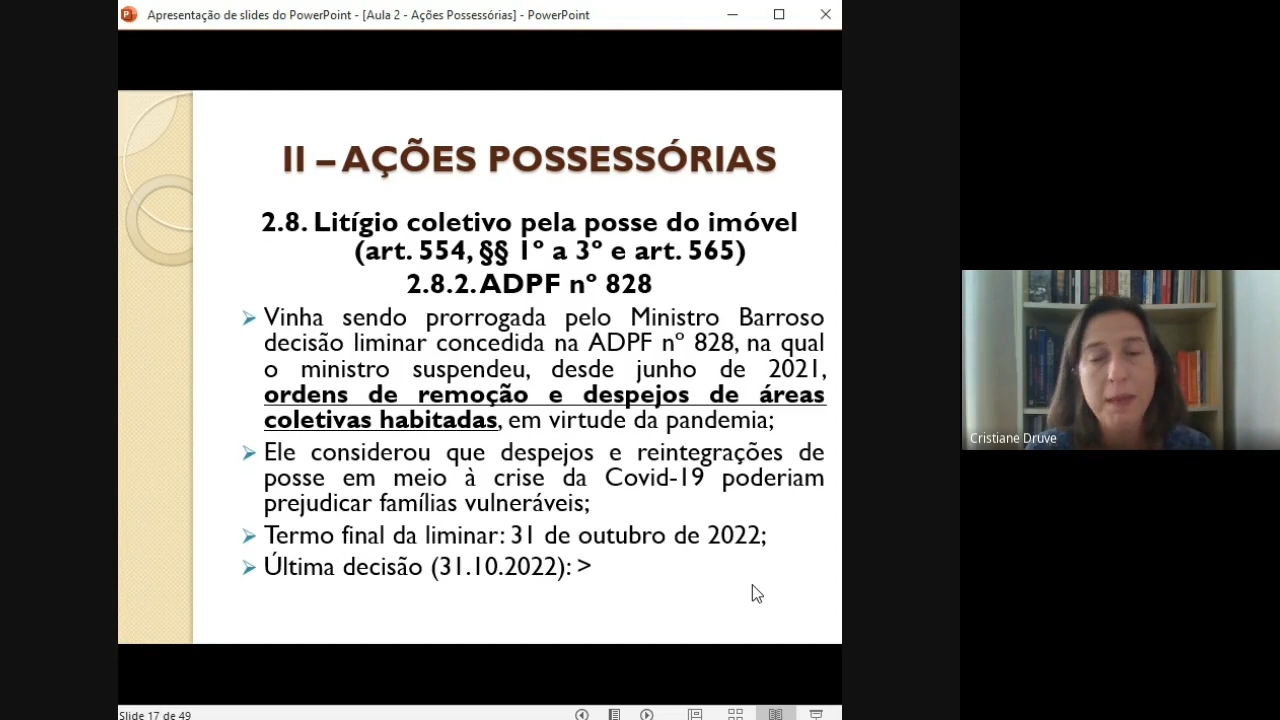 Apresentação de slides do PowerPoint - [Aula 2 - Ações Possessórias] - PowerPoint
II – AÇÕES POSSESSÓRIAS
2.8. Litígio coletivo pela posse do imóvel
(art. 554, §§ 1º a 3º e art. 565)
2.8.2. ADPF nº 828
Vinha sendo prorrogada pelo Ministro Barroso
decisão liminar concedida na ADPF nº 828, na qual
o ministro suspendeu, desde junho de 2021,
ordens de remoção e despejos de áreas
coletivas habitadas, em virtude da pandemia;
Ele considerou que despejos e reintegrações de
posse em meio à crise da Covid-19 poderiam
prejudicar famílias vulneráveis;
Termo final da liminar: 31 de outubro de 2022;
Última decisão (31.10.2022): >
Cristiane Druve
Slide 17 de 49